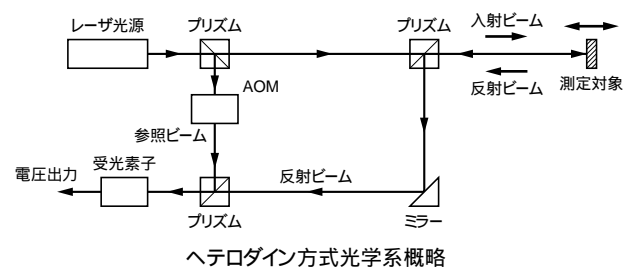 レーザ光源
プリズム
プリズム
入射ビーム
反射ビーム
測定対象
AOM
参照ビーム
電圧出力
受光素子
反射ビーム
プリズム
ミラー
ヘテロダイン方式光学系概略